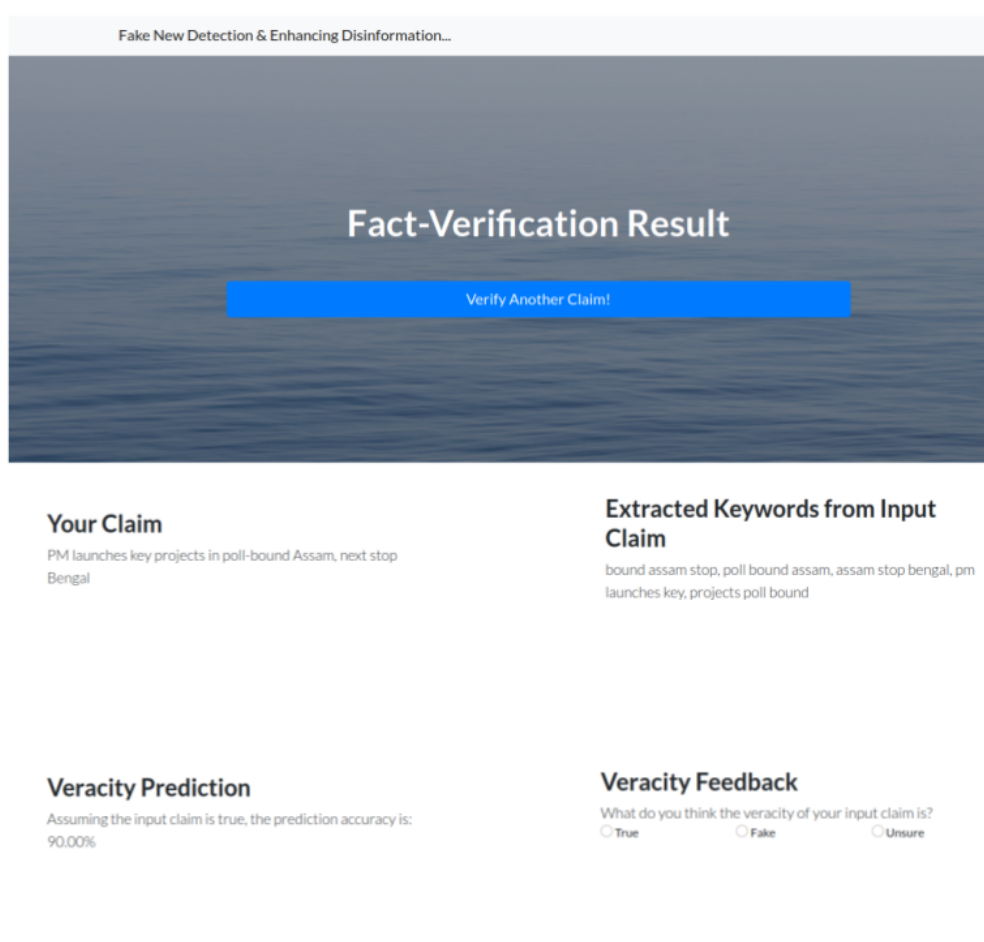 Fake New Detection & Enhancing Disinformation...
Fact-Verification Result
Verify Another Claim!
Your Claim
PM launches key projects in poll-bound Assam, next stop
Bengal
Extracted Keywords from Input
Claim
bound assam stop, poll bound assam, assam stop bengal, pm
launches key, projects poll bound
Veracity Prediction
Assuming the input claim is true, the prediction accuracy is:
90.00%
Veracity Feedback
What do you think the veracity of your input claim is?
True Fake Unsure